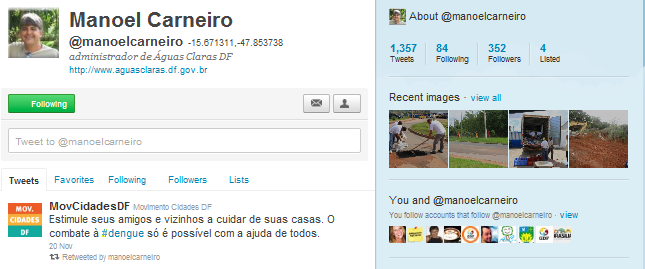 Manoel Carneiro
@manoelcarneiro -15.671311,-47.853738
administrador de Águas Claras DF
http://www.aguasclaras.df.gov.br
Following
Tweet to @manoelcarneiro
Tweets Favorites Following Followers Lists
MOV. CIDADES DF
MovCidadesDF Movimento Cidades DF
Estimule seus amigos e vizinhos a cuidar de suas casas. O
combate à #dengue só é possível com a ajuda de todos.
20 Nov
Retweeted by manoelcarneiro
About @manoelcarneiro
1,357 84 352 4
Tweets Following Followers Listed
Recent images · view all
You and @manoelcarneiro
You follow accounts that follow @manoelcarneiro · view